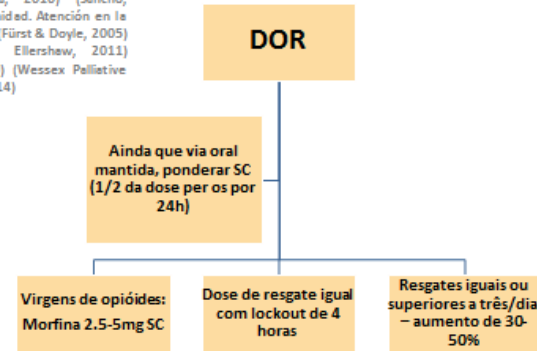 , 2010) (Sancho,
nidad. Atención en la
(Fürst & Doyle, 2005)
Ellershaw, 2011)
) (Wessex Palliative
14)
DOR
Ainda que via oral
mantida, ponderar SC
(1/2 da dose per os por
24h)
Virgens de opióides:
Morfina 2.5-5mg SC
Dose de resgate igual
com lockout de 4
horas
Resgates iguais ou
superiores a três/dia
– aumento de 30-
50%